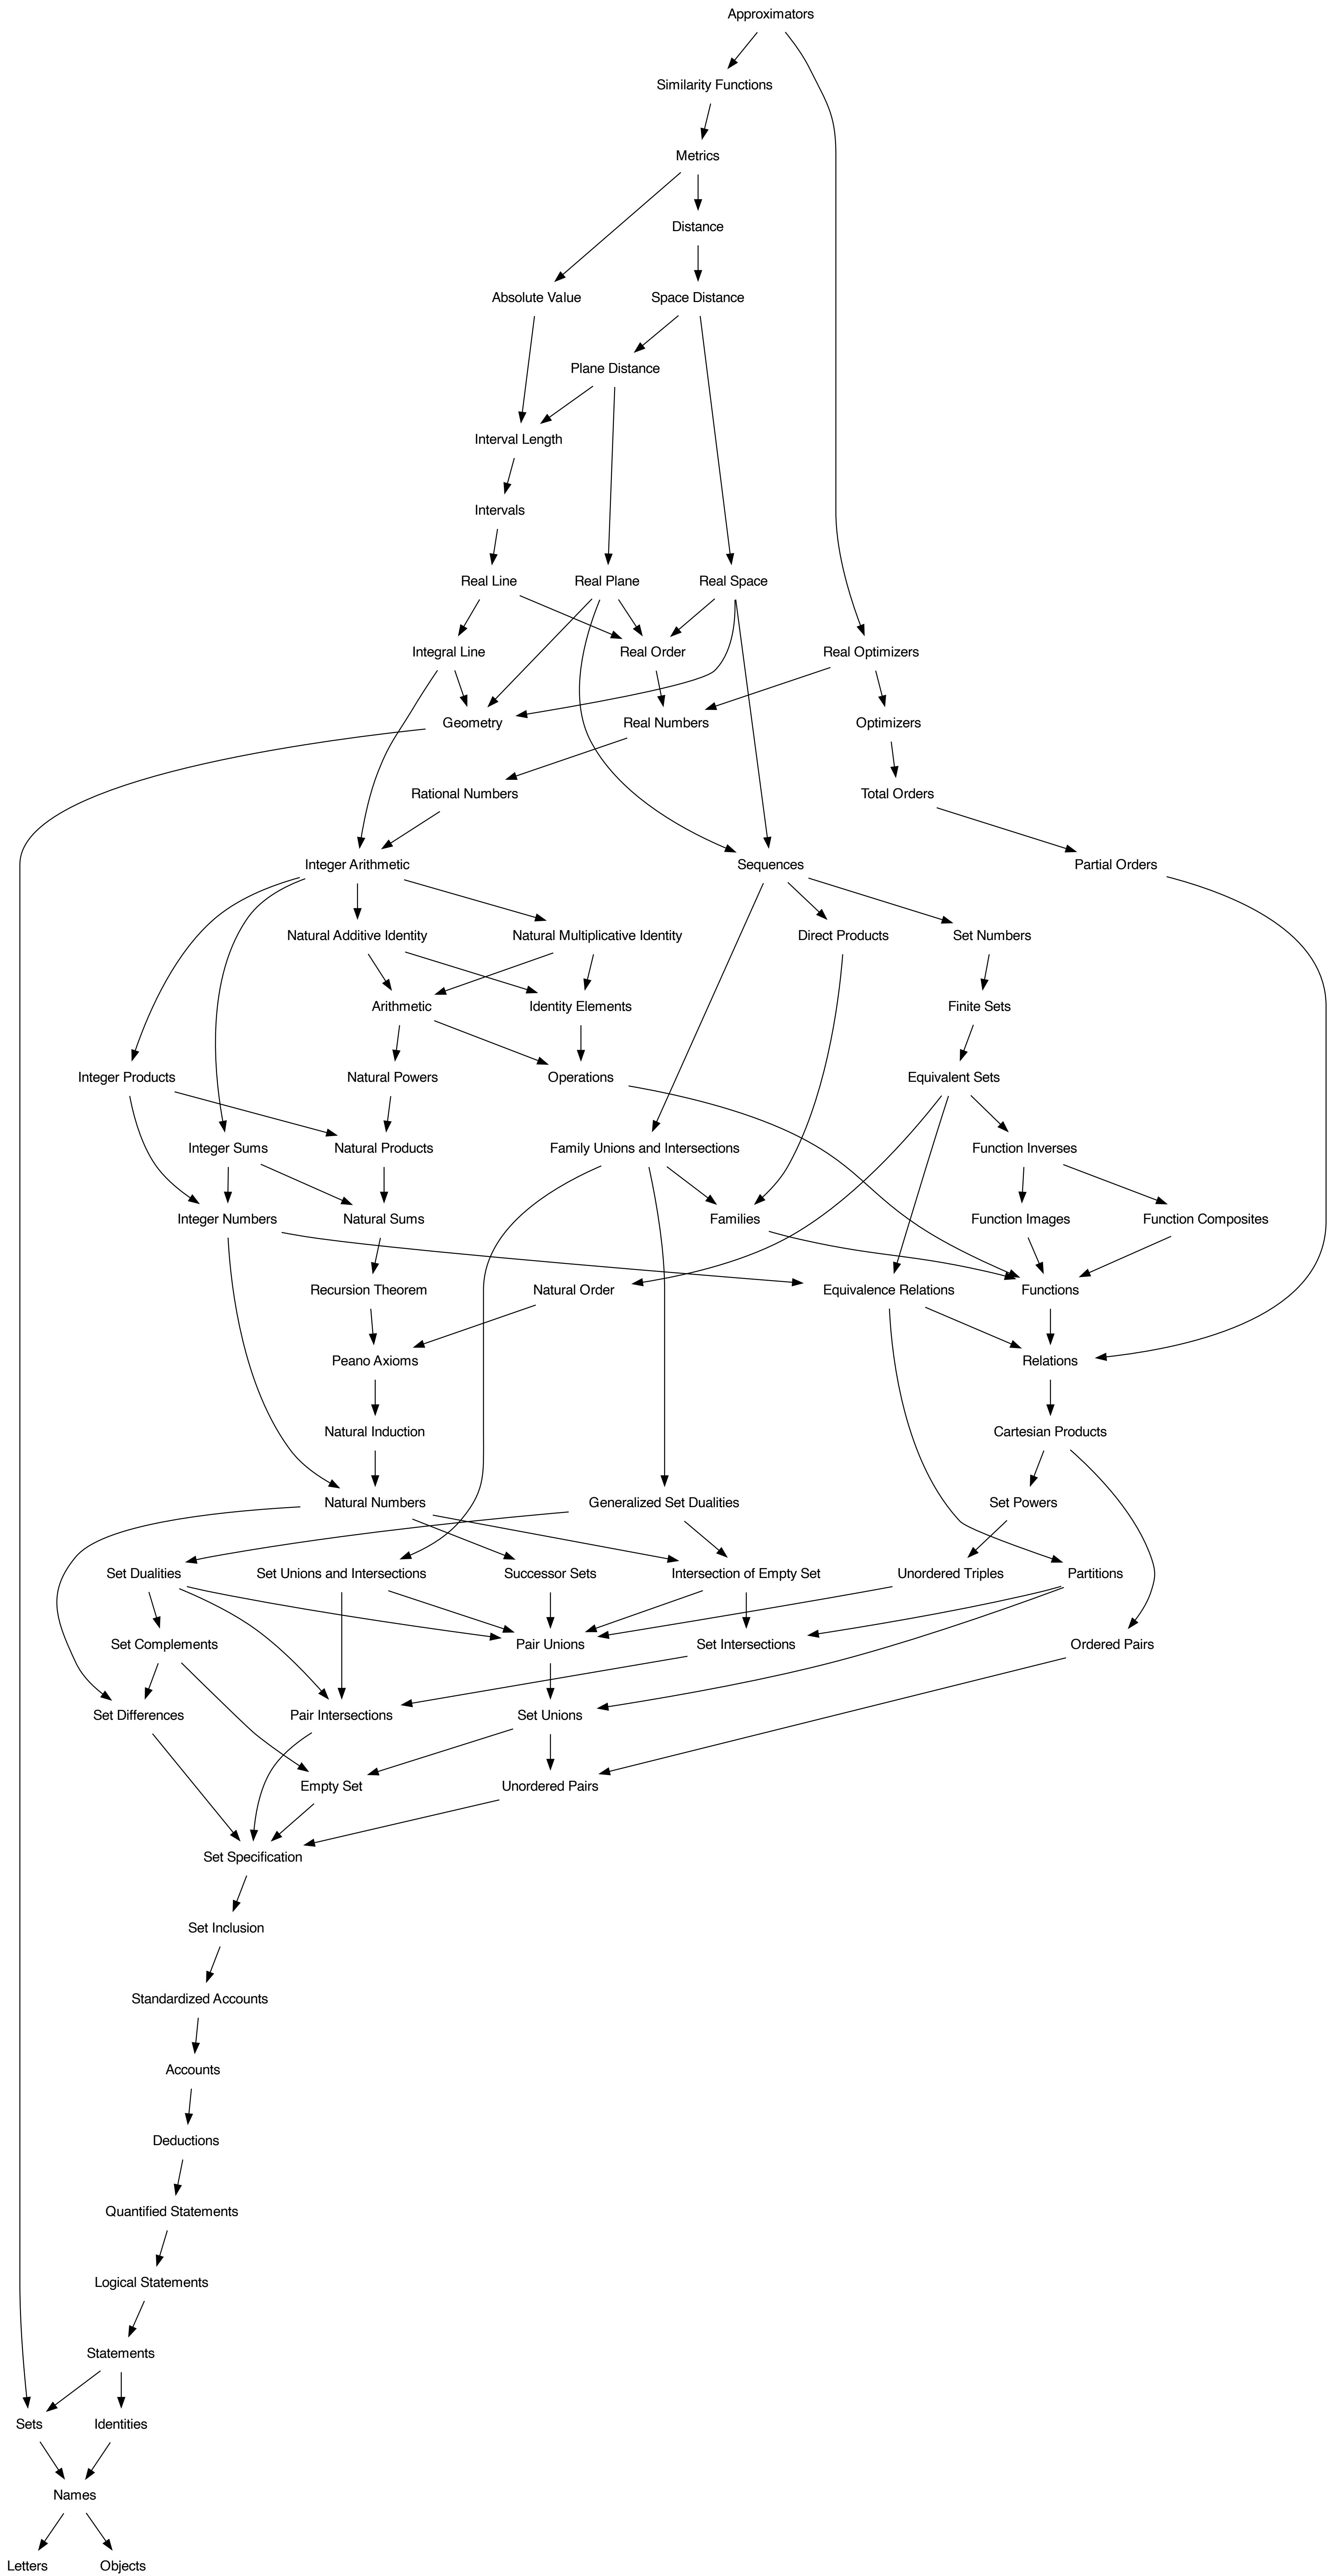 Approximators
Similarity Functions
Metrics
Distance
Absolute Value
Space Distance
Plane Distance
Interval Length
Intervals
Real Line
Real Plane
Real Space
Integral Line
Real Order
Real Optimizers
Geometry
Real Numbers
Optimizers
Rational Numbers
Total Orders
Integer Arithmetic
Sequences
Partial Orders
Natural Additive Identity
Natural Multiplicative Identity
Direct Products
Set Numbers
Arithmetic
Identity Elements
Finite Sets
Integer Products
Natural Powers
Operations
Equivalent Sets
Integer Sums
Natural Products
Family Unions and Intersections
Function Inverses
Integer Numbers
Natural Sums
Families
Function Images
Function Composites
Recursion Theorem
Natural Order
Equivalence Relations
Functions
Peano Axioms
Relations
Natural Induction
Cartesian Products
Natural Numbers
Generalized Set Dualities
Set Powers
Set Dualities
Set Unions and Intersections
Successor Sets
Intersection of Empty Set
Unordered Triples
Partitions
Set Complements
Pair Unions
Set Intersections
Ordered Pairs
Set Differences
Pair Intersections
Set Unions
Empty Set
Unordered Pairs
Set Specification
Set Inclusion
Standardized Accounts
Accounts
Deductions
Quantified Statements
Logical Statements
Statements
Sets
Identities
Names
Letters
Objects